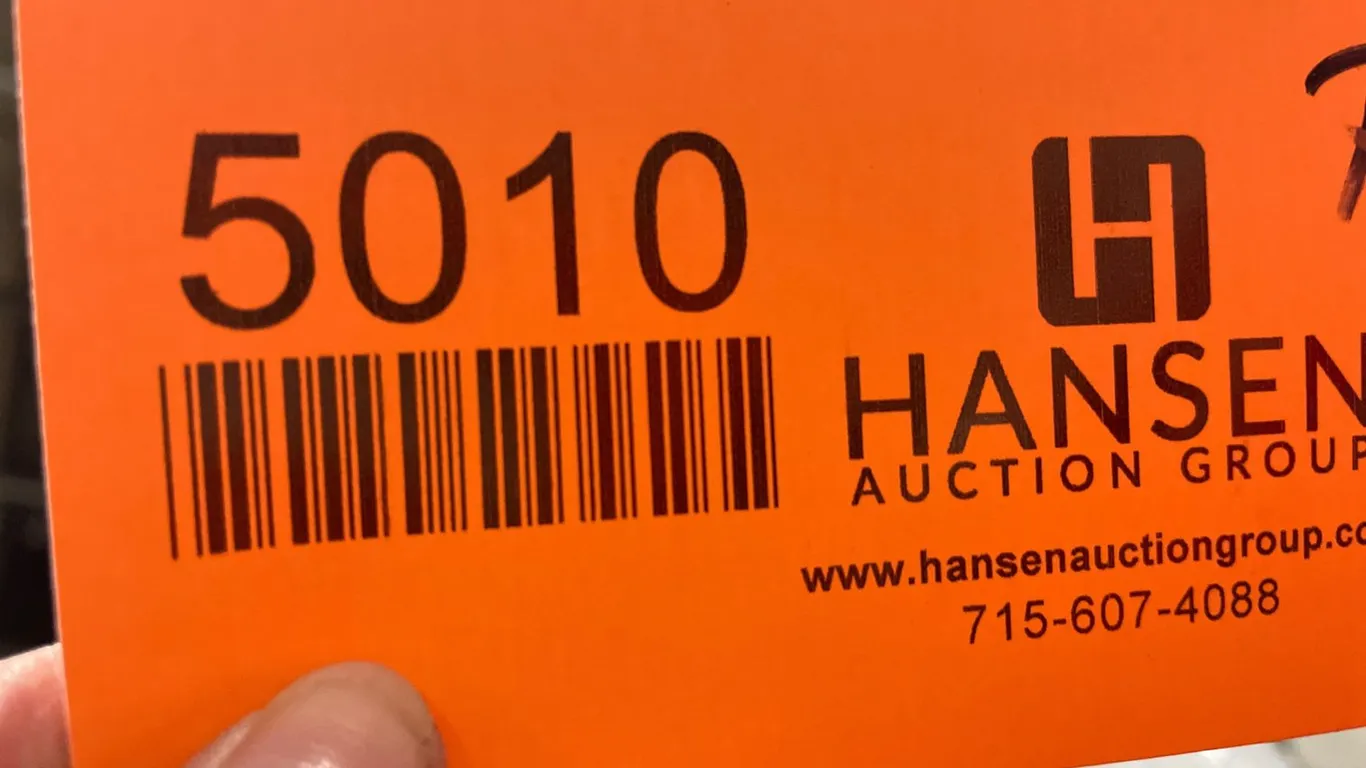 5010
HANSEN
AUCTION GROUP
www.hansenauctiongroup.co
715-607-4088